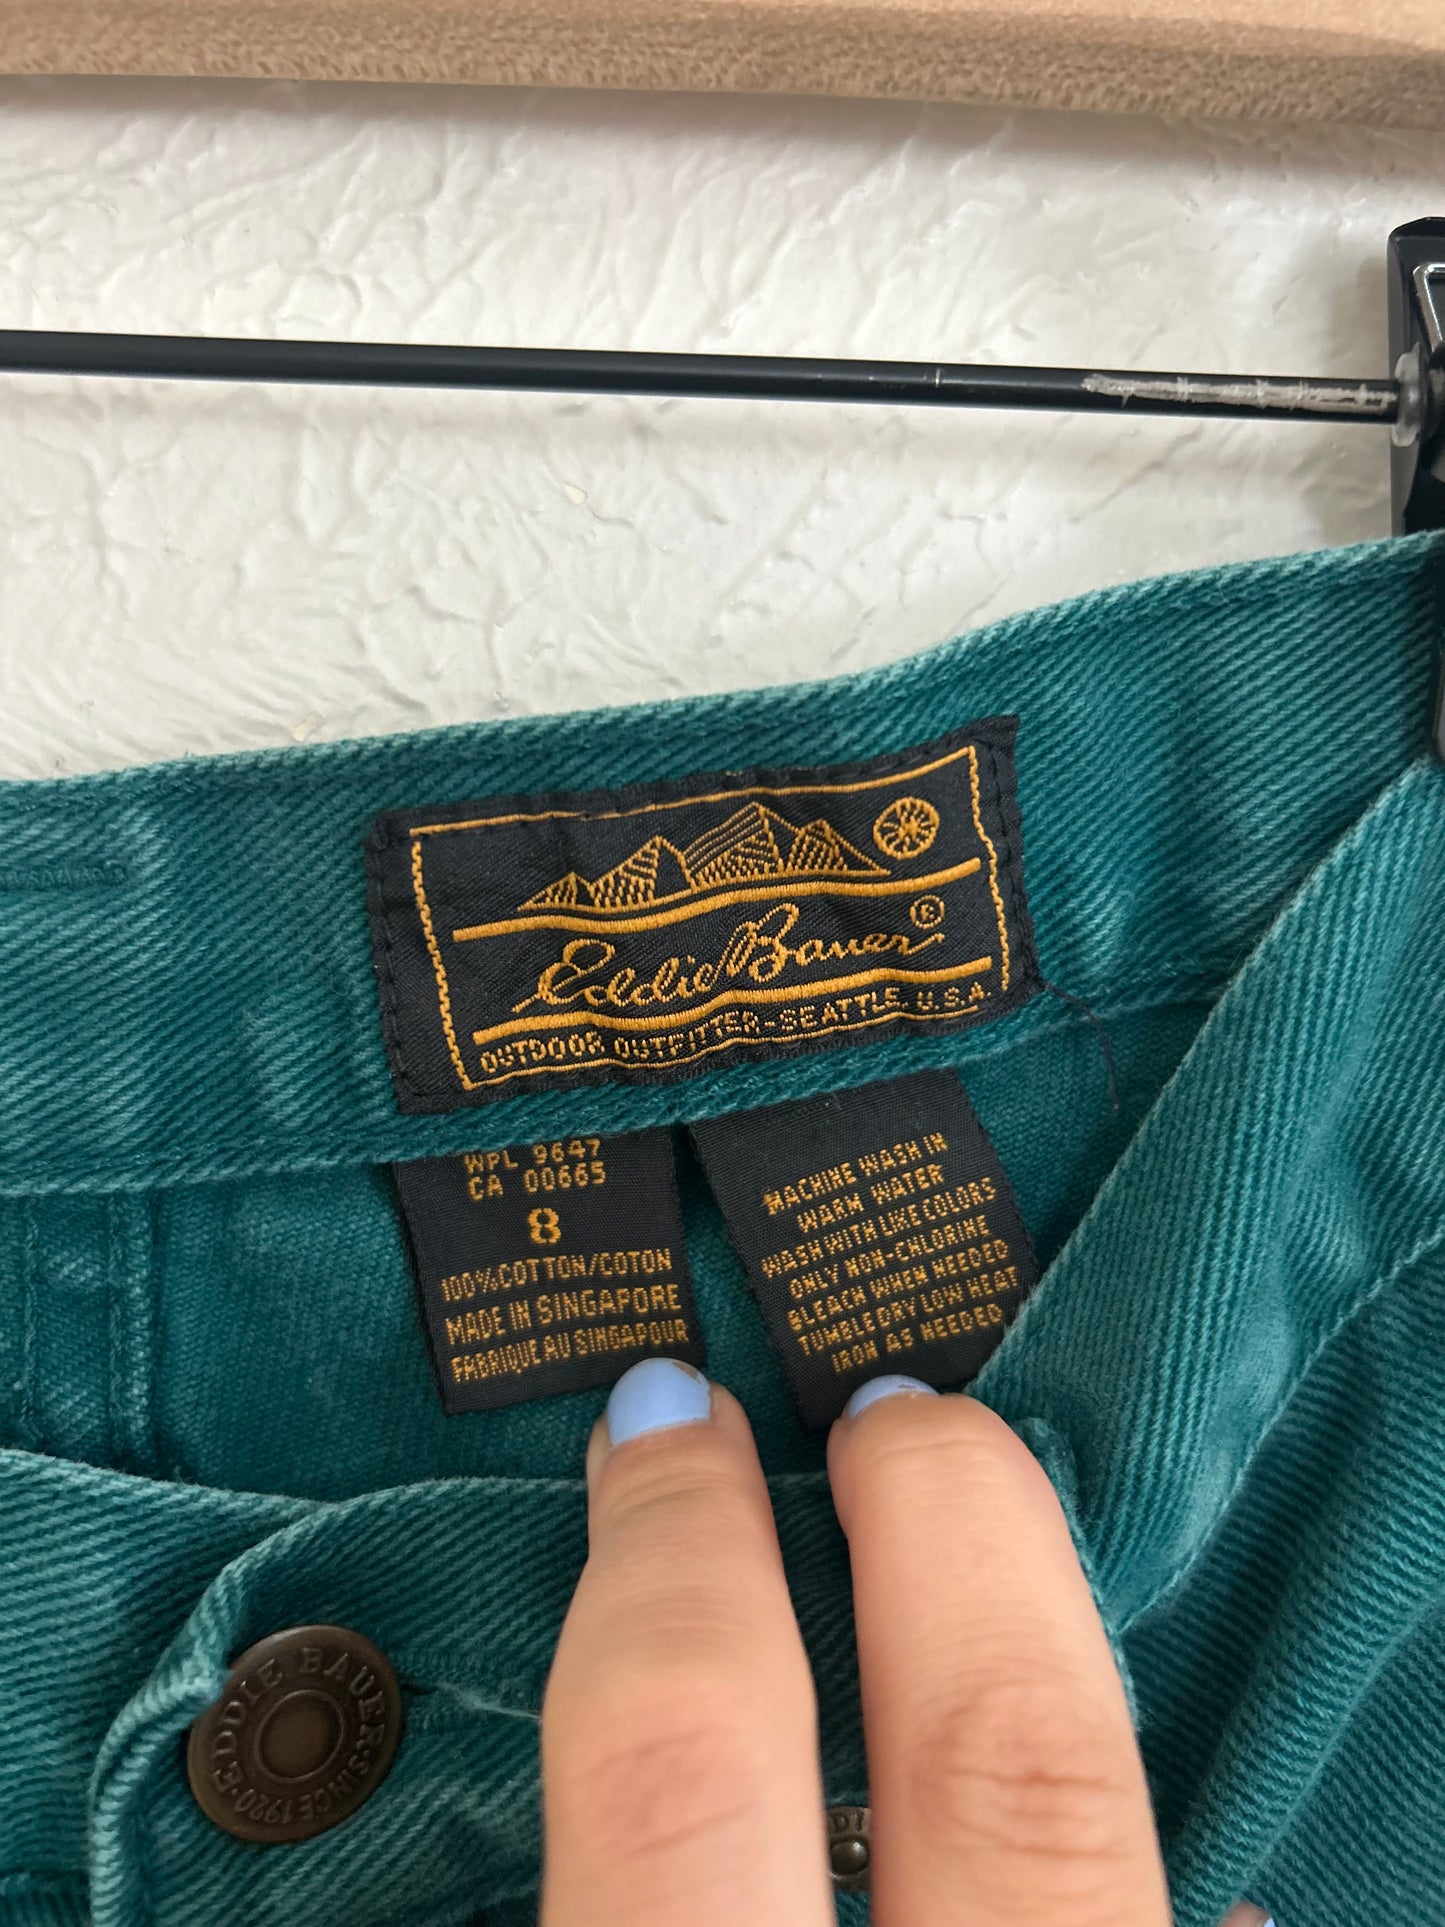 Eddie Bauer®
OUTDOOR OUTFITTER-SEATTLE, U.S.A.
WPL 9647
CA 00665
8
100% COTTON/COTON
MADE IN SINGAPORE
FABRIQUE AU SINGAPOUR
MACHINE WASH IN
WARM WATER
WASH WITH LIKE COLORS
ONLY NON-CHLORINE
BLEACH WHEN NEEDED
TUMBLE DRY LOW HEAT
IRON AS NEEDED
EDDIE BAUER·SINCE 1920·